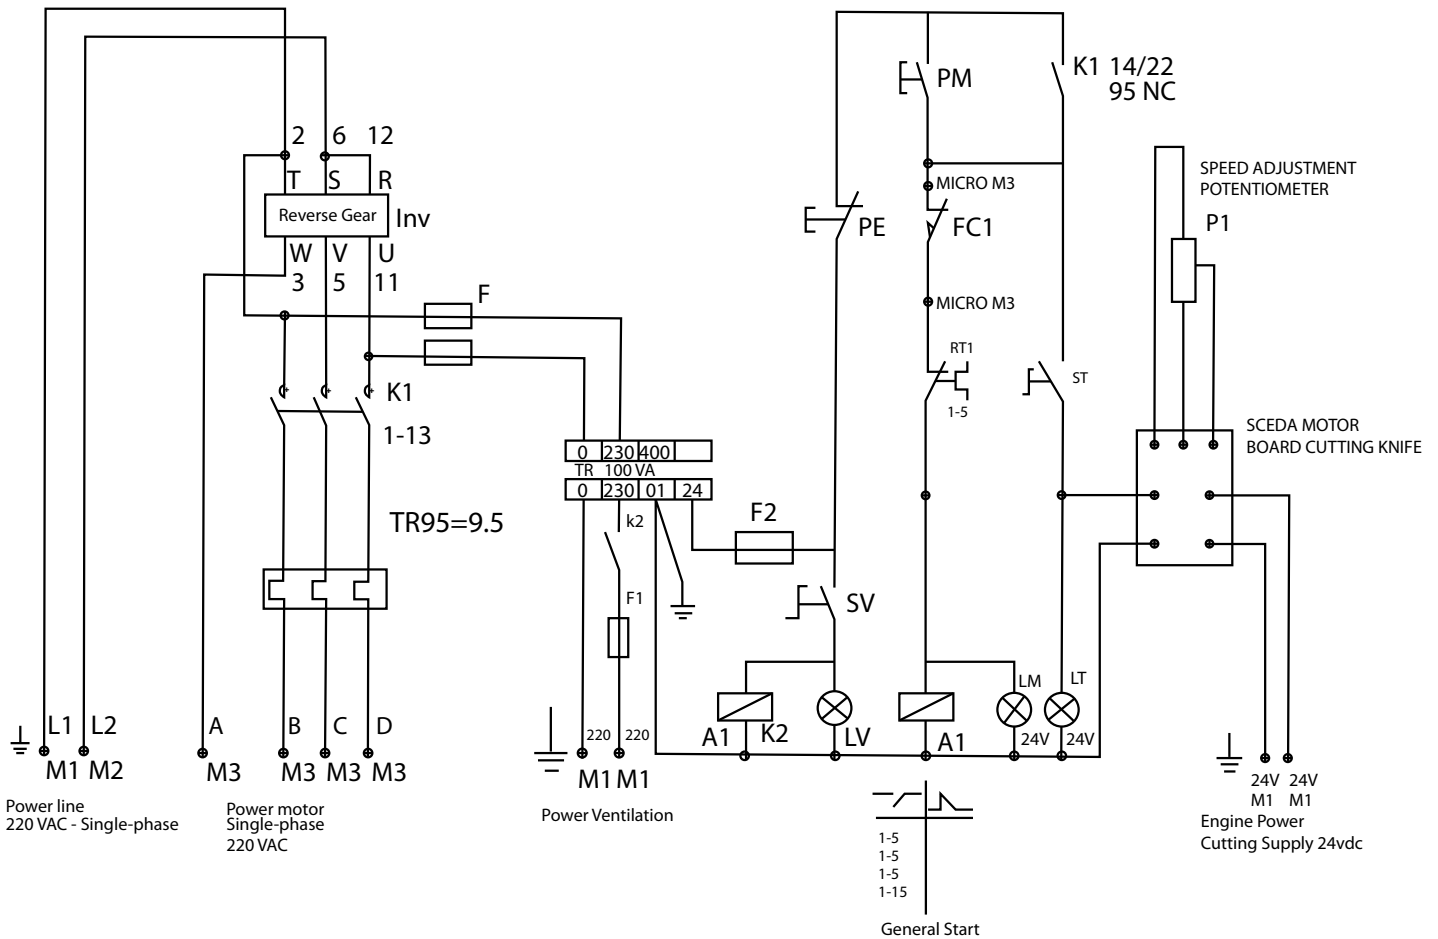 PM
K1 14/22
95 NC
2 6 12
T S R
Reverse Gear
Inv
W V U
3 5 11
MICRO M3
PE
FC1
MICRO M3
SPEED ADJUSTMENT
POTENTIOMETER
P1
F
RT1
1-5
ST
K1
1-13
SCEDA MOTOR
BOARD CUTTING KNIFE
0 230 400
TR 100 VA
0 230 01 24
TR95=9.5
k2
F2
F1
SV
L1 L2
A B C D
220 220
A1 K2 LV
A1
LM
24V
LT
24V
M1 M2
M3 M3 M3 M3
M1 M1
24V 24V
M1 M1
Power line
220 VAC - Single-phase
Power motor
Single-phase
220 VAC
Power Ventilation
Engine Power
Cutting Supply 24vdc
1-5
1-5
1-5
1-15
General Start